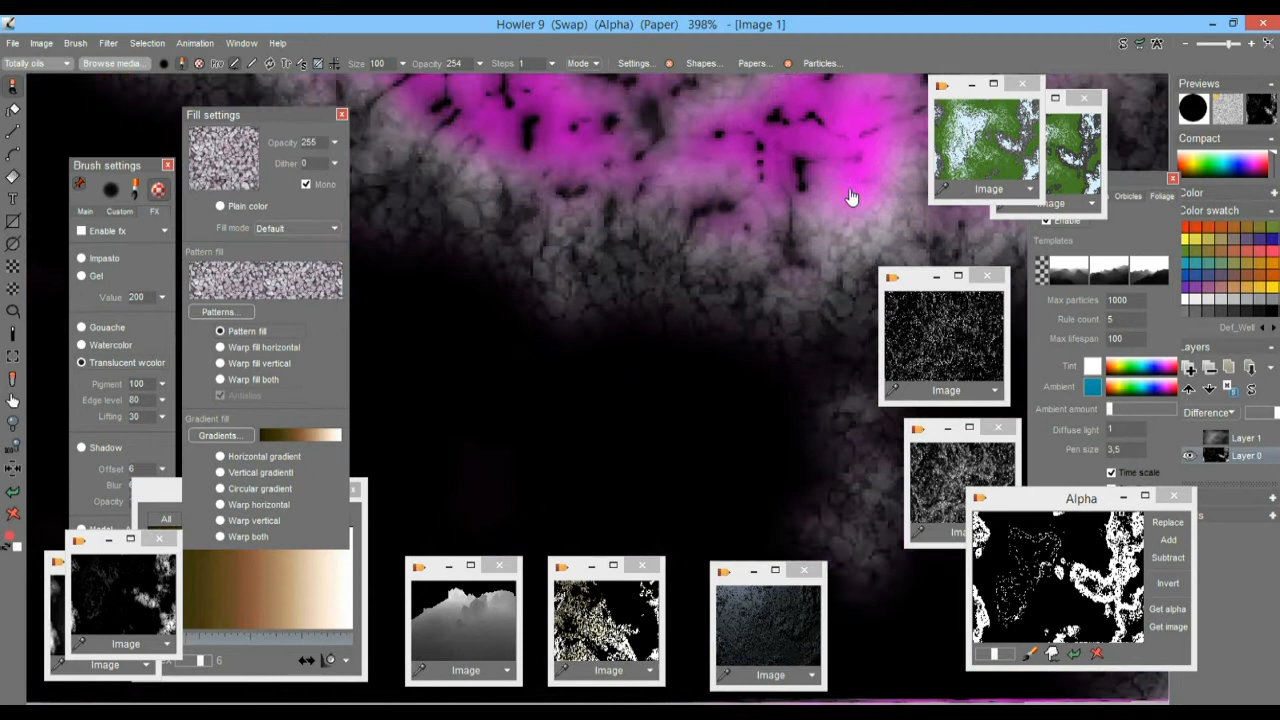 Howler 9 (Swap) (Alpha) (Paper) 398% - [Image 1]
File Image Brush Filter Selection Animation Window Help
Totally oils Browse media... Pro Tr Size 100 Opacity 254 Steps 1 Mode Settings... Shapes... Papers... Particles...
Previews
Compact
Color
Color swatch
Def_Well
Layers
Difference
Layer 1
Layer 0
Fill settings
Opacity 255
Dither 0
Mono
Plain color
Fill mode Default
Pattern fill
Patterns...
Pattern fill
Warp fill horizontal
Warp fill vertical
Warp fill both
Antialias
Gradient fill
Gradients...
Horizontal gradient
Vertical gradientl
Circular gradient
Warp horizontal
Warp vertical
Warp both
Brush settings
Main Custom FX
Enable fx
Impasto
Gel
Value 200
Gouache
Watercolor
Translucent wcolor
Pigment 100
Edge level 80
Lifting 30
Shadow
Offset 6
Blur
Opacity
All
6
Image
Image
Image
Image
Image
Image
Image
Image
Orbicles Foliage
Enable
Templates
Max particles 1000
Rule count 5
Max lifespan 100
Tint
Ambient
Ambient amount
Diffuse light 1
Pen size 3,5
Time scale
Alpha
Replace
Add
Subtract
Invert
Get alpha
Get image